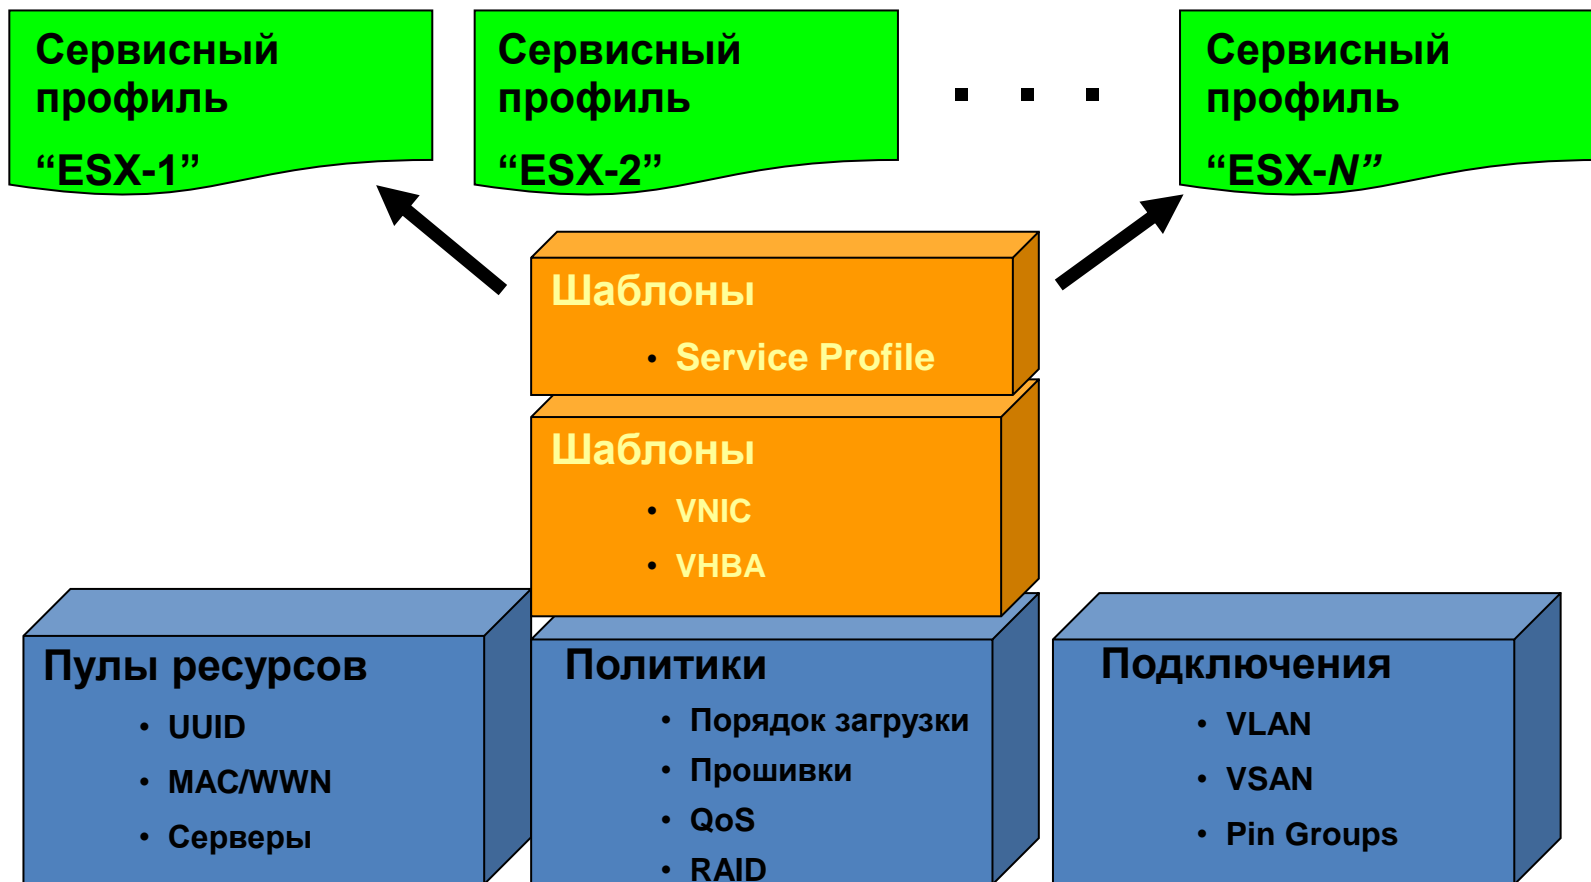 Сервисный
профиль
“ESX-1”
Сервисный
профиль
“ESX-2”
. . .
Сервисный
профиль
“ESX-N”
Шаблоны
• Service Profile
Шаблоны
• VNIC
• VHBA
Пулы ресурсов
• UUID
• MAC/WWN
• Серверы
Политики
• Порядок загрузки
• Прошивки
• QoS
• RAID
Подключения
• VLAN
• VSAN
• Pin Groups